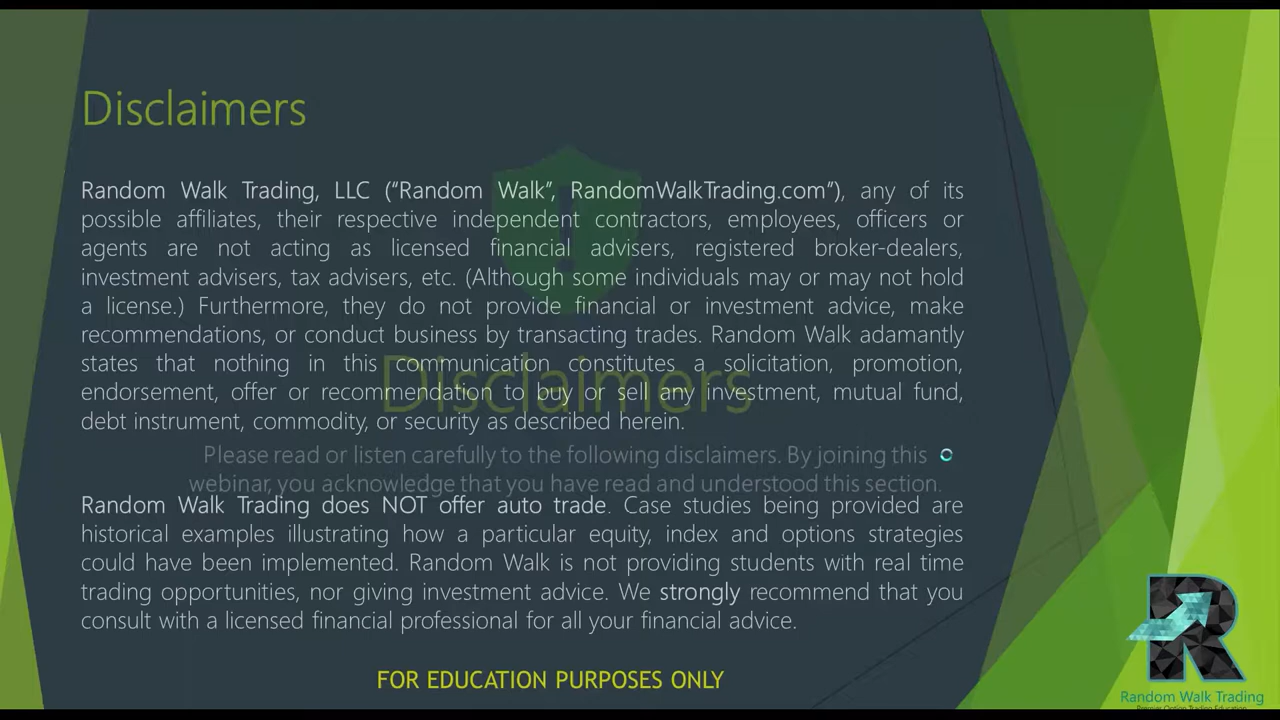 Disclaimers
Random Walk Trading, LLC (“Random Walk”, RandomWalkTrading.com”), any of its
possible affiliates, their respective independent contractors, employees, officers or
agents are not acting as licensed financial advisers, registered broker-dealers,
investment advisers, tax advisers, etc. (Although some individuals may or may not hold
a license.) Furthermore, they do not provide financial or investment advice, make
recommendations, or conduct business by transacting trades. Random Walk adamantly
states that nothing in this communication constitutes a solicitation, promotion,
endorsement, offer or recommendation to buy or sell any investment, mutual fund,
debt instrument, commodity, or security as described herein.
Disclaimers
Please read or listen carefully to the following disclaimers. By joining this
webinar, you acknowledge that you have read and understood this section.
Random Walk Trading does NOT offer auto trade. Case studies being provided are
historical examples illustrating how a particular equity, index and options strategies
could have been implemented. Random Walk is not providing students with real time
trading opportunities, nor giving investment advice. We strongly recommend that you
consult with a licensed financial professional for all your financial advice.
FOR EDUCATION PURPOSES ONLY
R
Random Walk Trading
Premier Option Trading Education